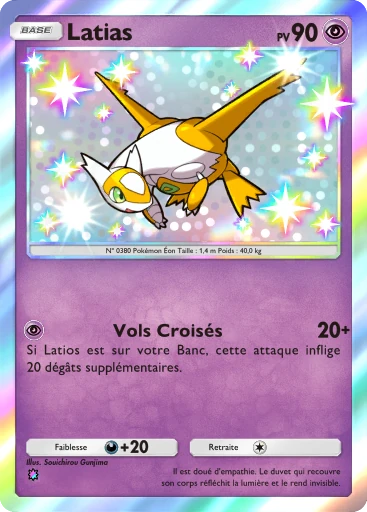 BASE
Latias
PV 90
N° 0380 Pokémon Éon Taille : 1,4 m Poids : 40,0 kg
Vols Croisés 20+
Si Latios est sur votre Banc, cette attaque inflige
20 dégâts supplémentaires.
Faiblesse +20 Retraite
Illus. Souichirou Gunjima
Il est doué d'empathie. Le duvet qui recouvre
son corps réfléchit la lumière et le rend invisible.